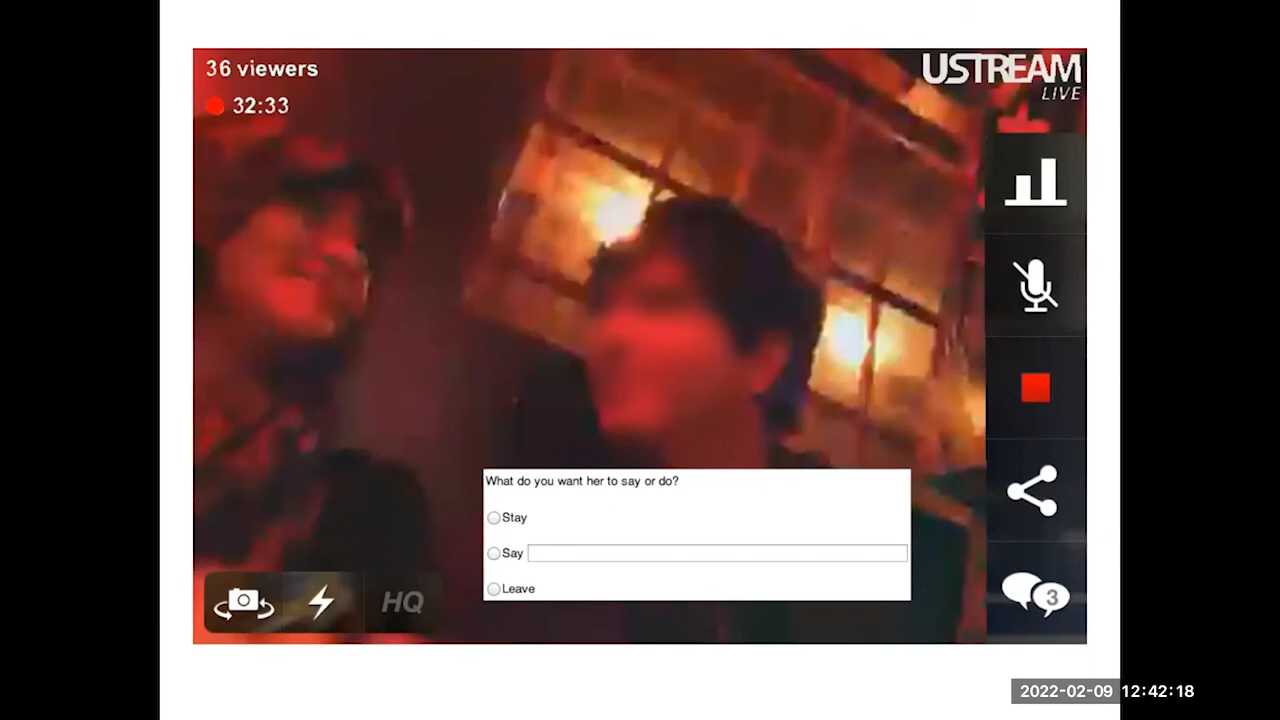 36 viewers
32:33
USTREAM
LIVE
What do you want her to say or do?
Stay
Say
Leave
HQ
3
2022-02-09 12:42:18